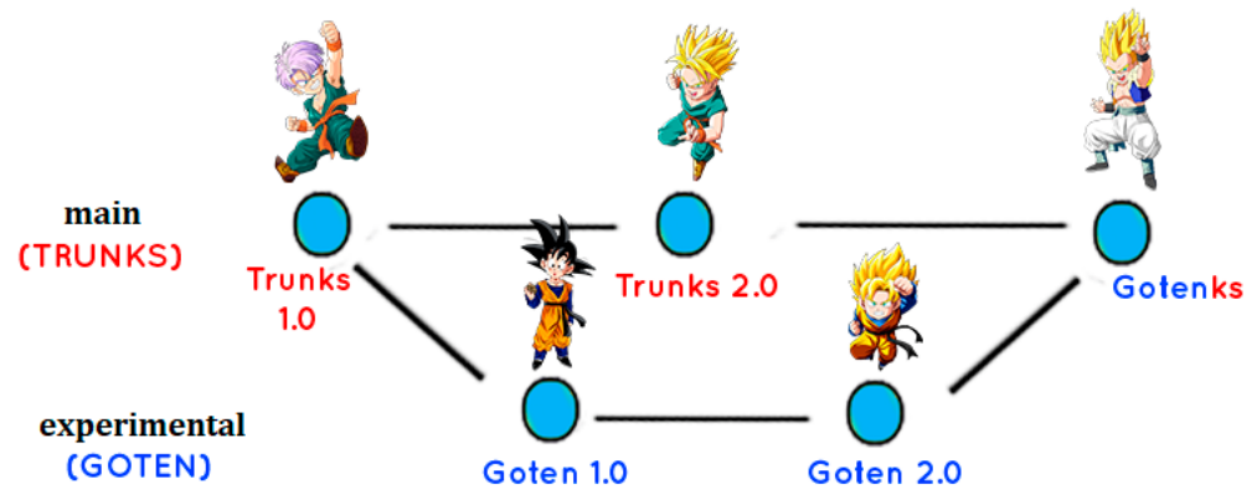 main
(TRUNKS)
Trunks
1.0
Trunks 2.0
Gotenks
experimental
(GOTEN)
Goten 1.0
Goten 2.0